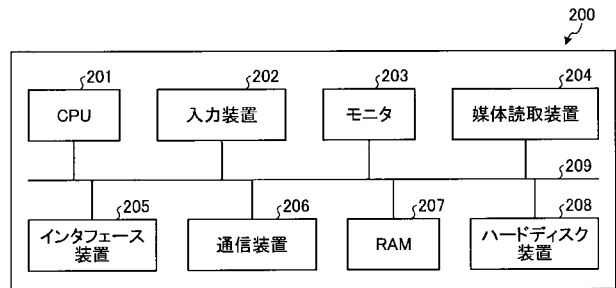 200
201
202
203
204
CPU
入力装置
モニタ
媒体読取装置
209
205
206
207
208
インタフェース
装置
通信装置
RAM
ハードディスク
装置